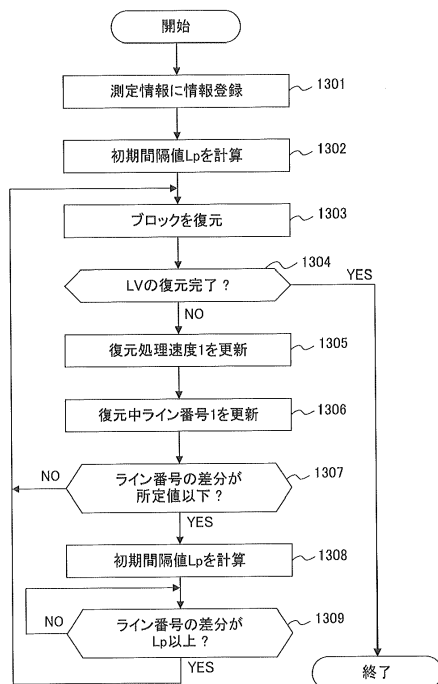 開始
測定情報に情報登録
1301
初期間隔値Lpを計算
1302
ブロックを復元
1303
LVの復元完了？
1304
YES
NO
復元処理速度1を更新
1305
復元中ライン番号1を更新
1306
ライン番号の差分が
所定値以下？
1307
NO
YES
初期間隔値Lpを計算
1308
ライン番号の差分が
Lp以上？
1309
NO
YES
終了